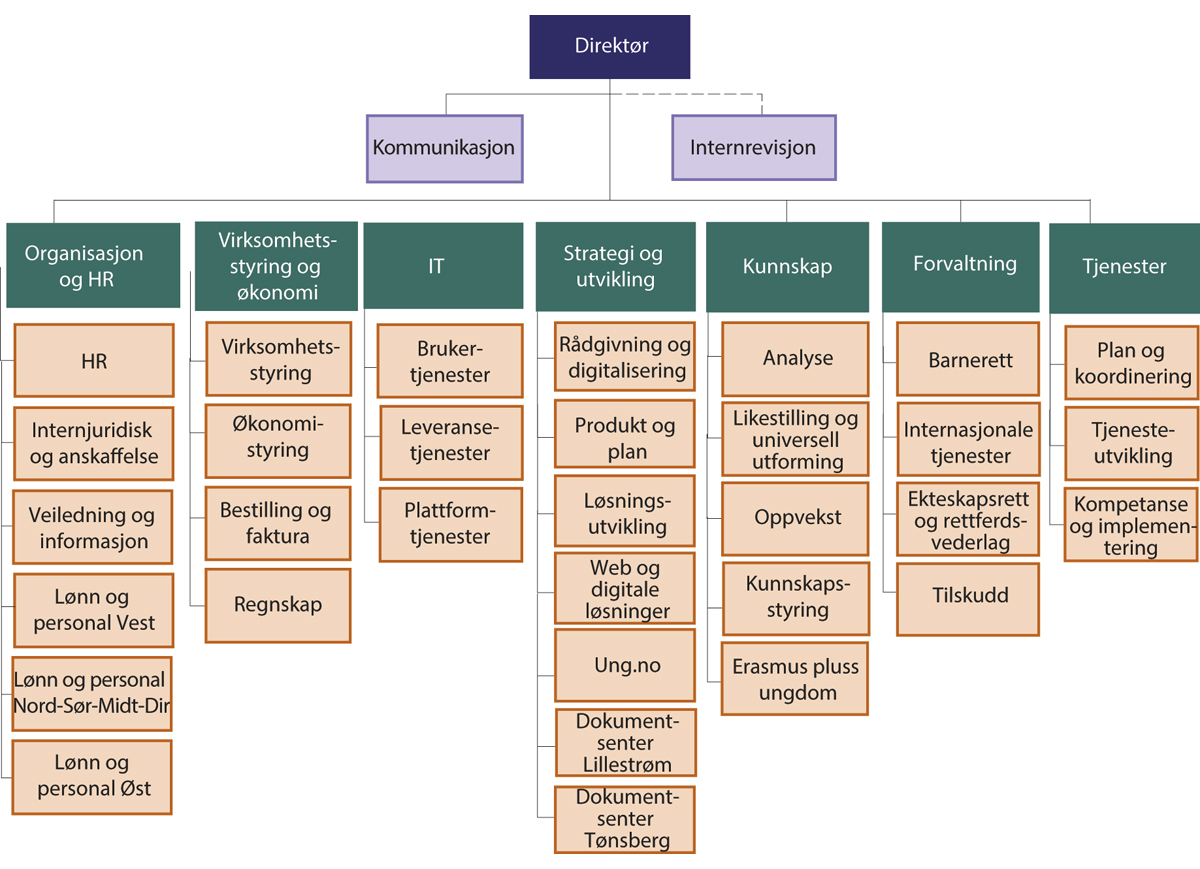 Direktør
Kommunikasjon
Internrevisjon
Organisasjon
og HR
HR
Internjuridisk
og anskaffelse
Veiledning og
informasjon
Lønn og
personal Vest
Lønn og personal
Nord-Sør-Midt-Dir
Lønn og
personal Øst
Virksomhets-
styring og
økonomi
Virksomhets-
styring
Økonomi-
styring
Bestilling og
faktura
Regnskap
IT
Bruker-
tjenester
Leveranse-
tjenester
Plattform-
tjenester
Strategi og
utvikling
Rådgivning og
digitalisering
Produkt og
plan
Løsnings-
utvikling
Web og
digitale
løsninger
Ung.no
Dokument-
senter
Lillestrøm
Dokument-
senter
Tønsberg
Kunnskap
Analyse
Likestilling og
universell
utforming
Oppvekst
Kunnskaps-
styring
Erasmus pluss
ungdom
Forvaltning
Barnerett
Internasjonale
tjenester
Ekteskapsrett
og rettferds-
vederlag
Tilskudd
Tjenester
Plan og
koordinering
Tjeneste-
utvikling
Kompetanse
og implemen-
tering